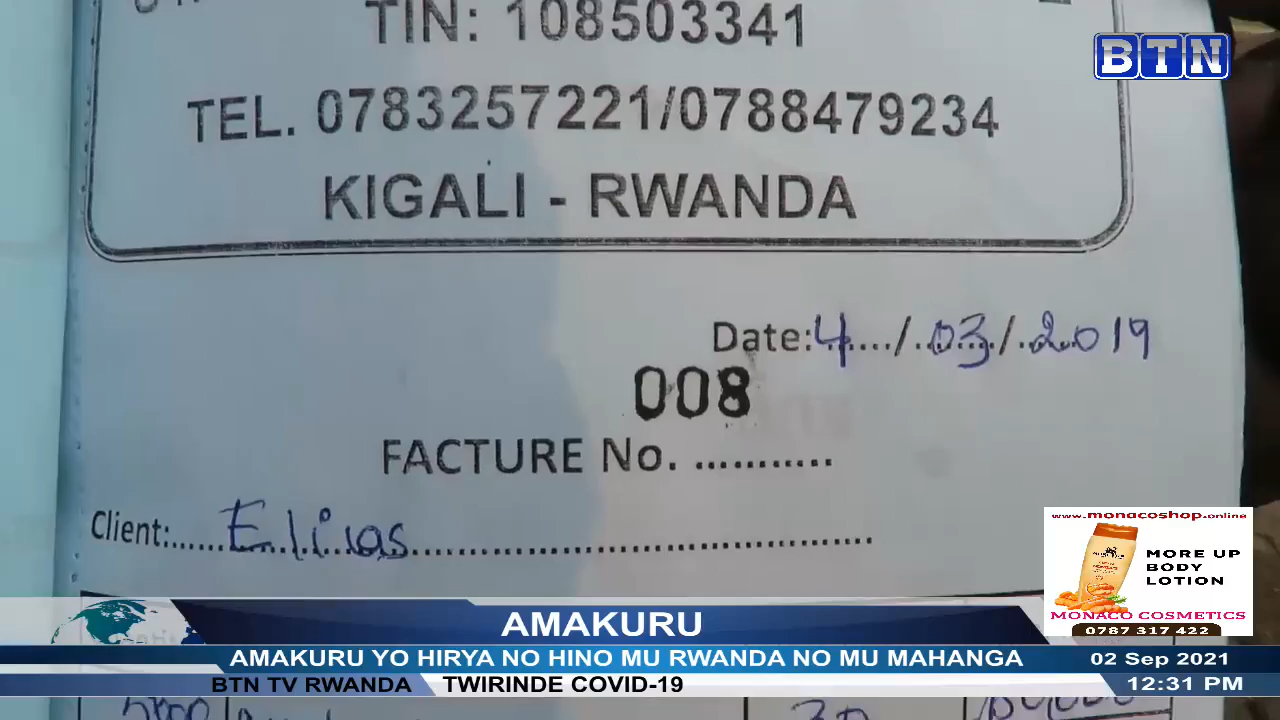 TIN: 108503341
BTN
TEL. 0783257221/0788479234
KIGALI - RWANDA
Date: 4..../.03./.2019
008
FACTURE No. ............
Client:......Elias..............................................
www.monacoshop.online
MORE UP
BODY
LOTION
MONACO COSMETICS
0787 317 422
AMAKURU
AMAKURU YO HIRYA NO HINO MU RWANDA NO MU MAHANGA
02 Sep 2021
BTN TV RWANDA
TWIRINDE COVID-19
12:31 PM